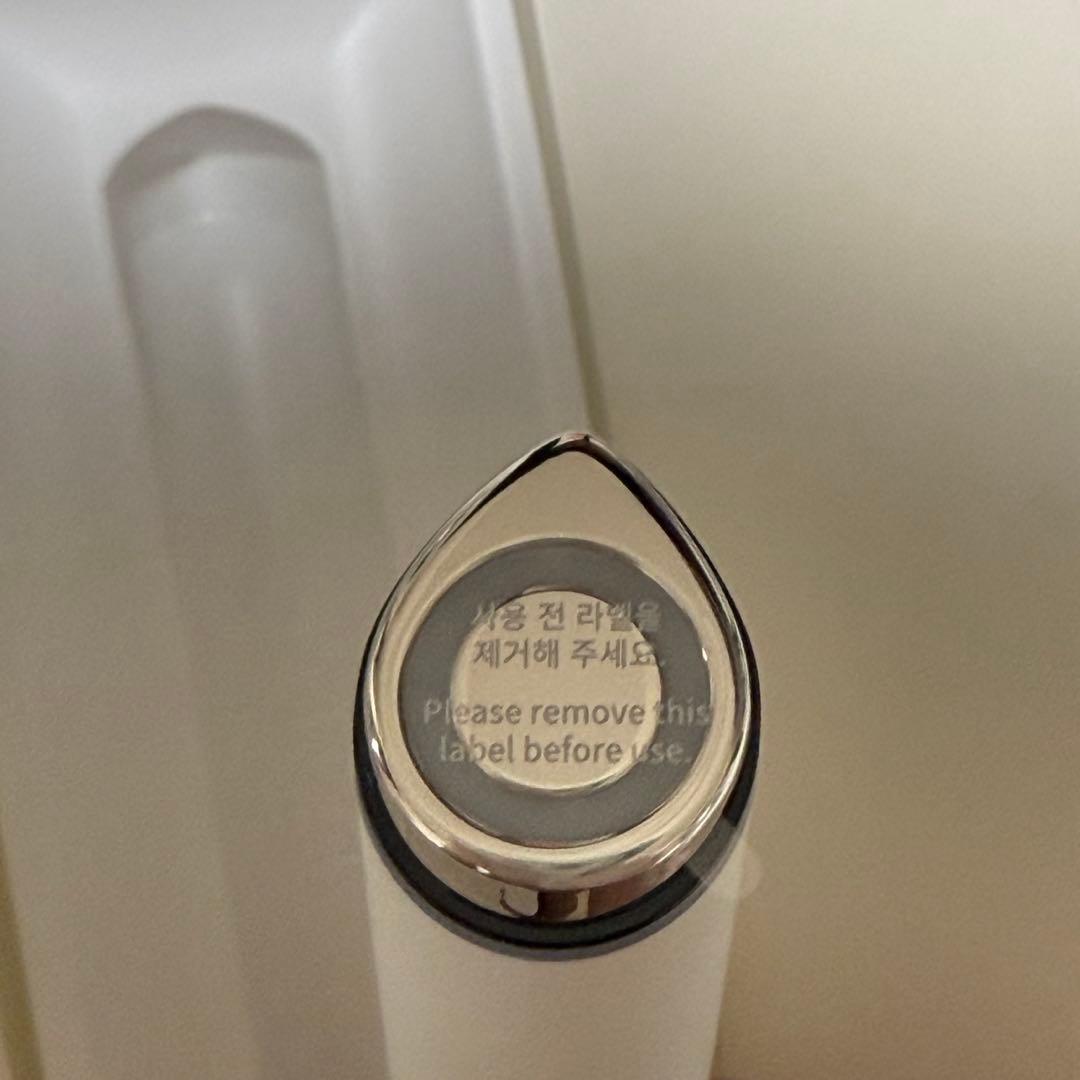 사용 전 라벨을
제거해 주세요.
Please remove this
label before use.